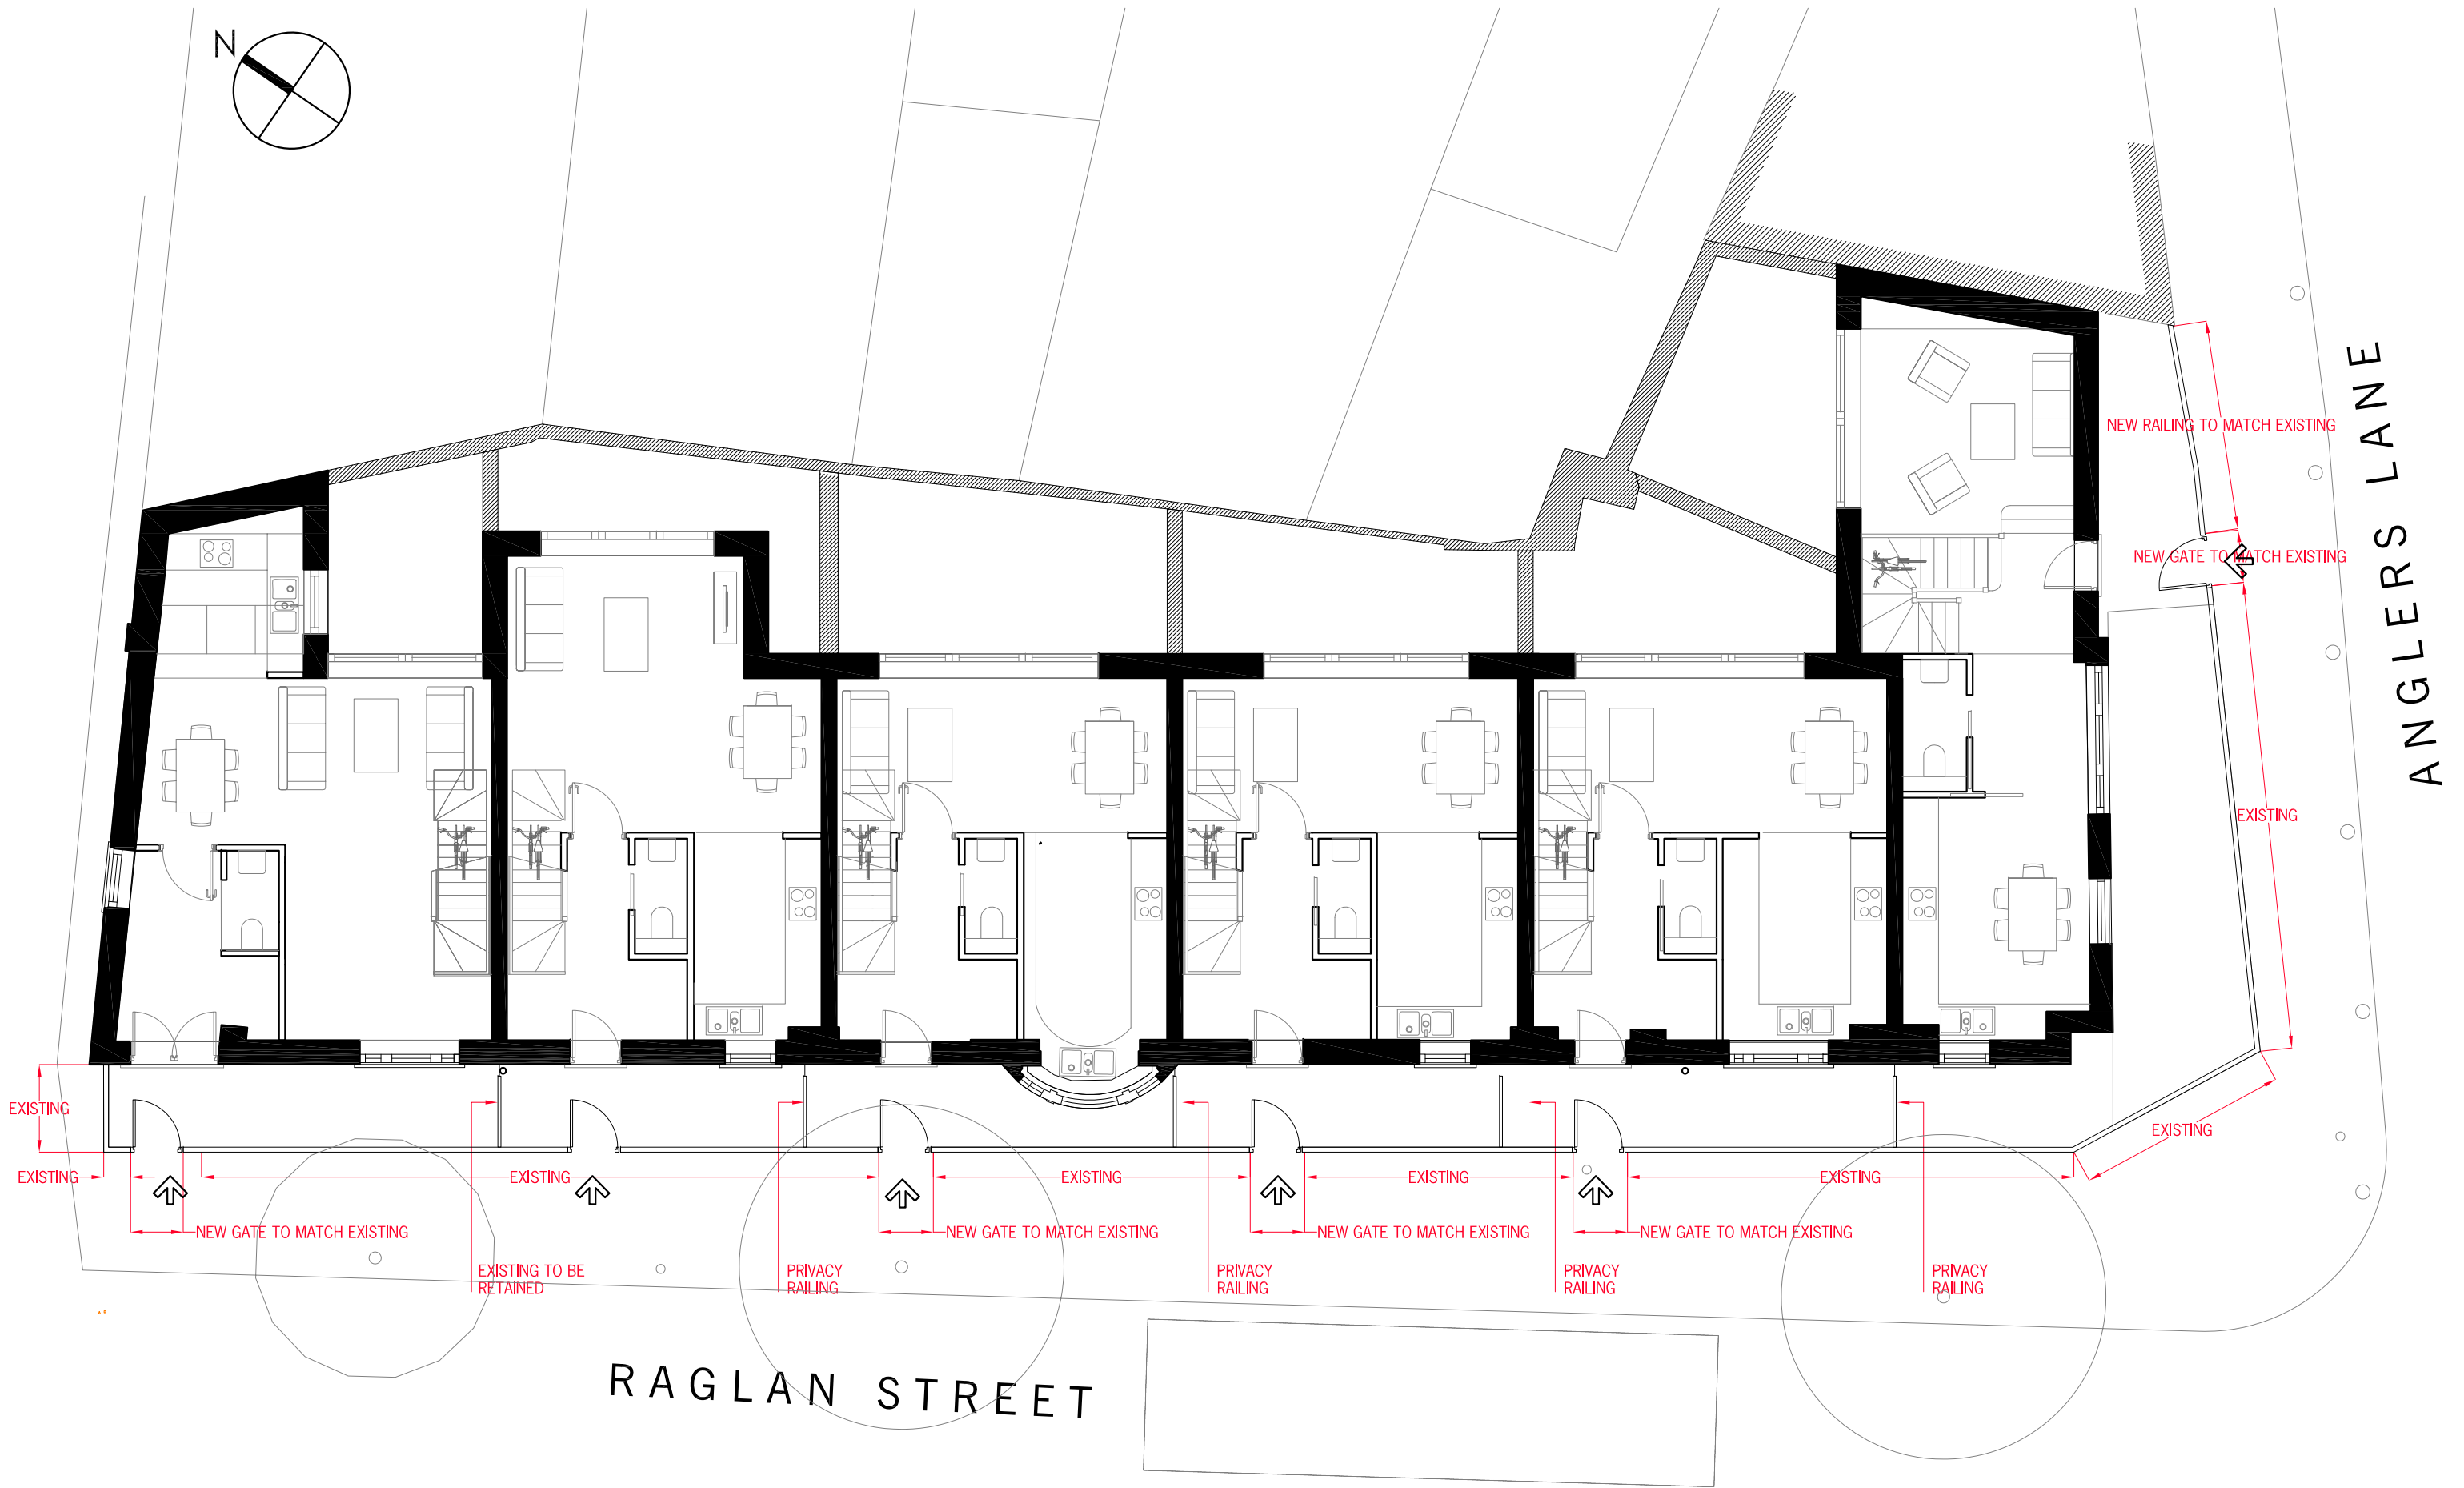 N
NEW RAILING TO MATCH EXISTING
ANGLERS LANE
NEW GATE TO MATCH EXISTING
EXISTING
EXISTING
EXISTING
EXISTING
EXISTING
EXISTING
EXISTING
EXISTING
NEW GATE TO MATCH EXISTING
NEW GATE TO MATCH EXISTING
NEW GATE TO MATCH EXISTING
NEW GATE TO MATCH EXISTING
EXISTING TO BE
RETAINED
PRIVACY
RAILING
PRIVACY
RAILING
PRIVACY
RAILING
PRIVACY
RAILING
RAGLAN STREET